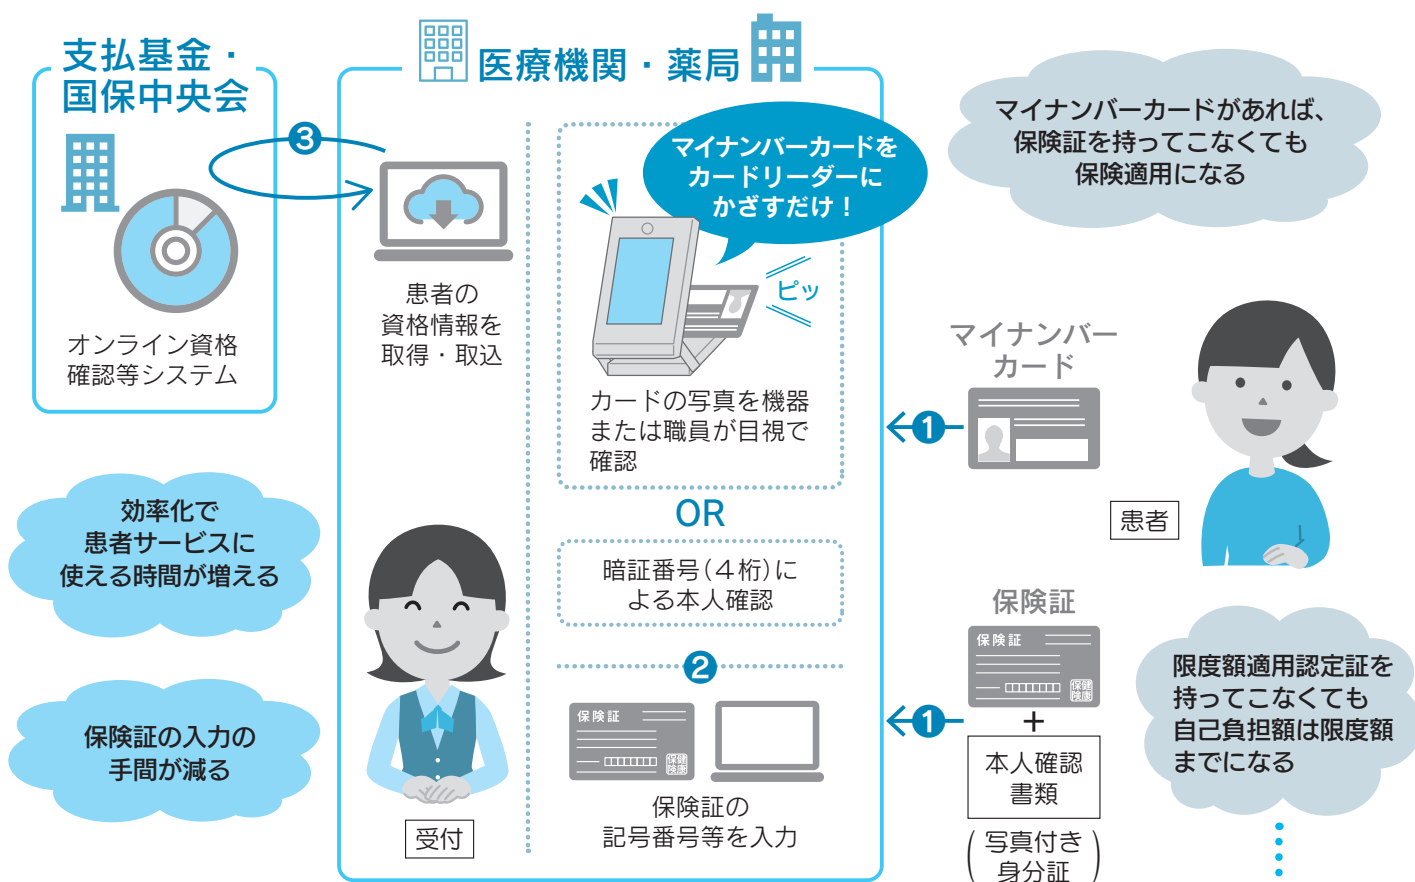 支払基金・
国保中央会
オンライン資格
確認等システム
❸
医療機関・薬局
患者の
資格情報を
取得・取込
マイナンバーカードを
カードリーダーに
かざすだけ！
ピッ
カードの写真を機器
または職員が目視で
確認
OR
暗証番号（４桁）に
よる本人確認
❷
保険証
健
保
康
険
保険証の
記号番号等を入力
受付
効率化で
患者サービスに
使える時間が増える
保険証の入力の
手間が減る
マイナンバーカードがあれば、
保険証を持ってこなくても
保険適用になる
マイナンバー
カード
❶
患者
保険証
保険証
健
保
康
険
❶
＋
本人確認
書類
（写真付き
身分証）
限度額適用認定証を
持ってこなくても
自己負担額は限度額
までになる